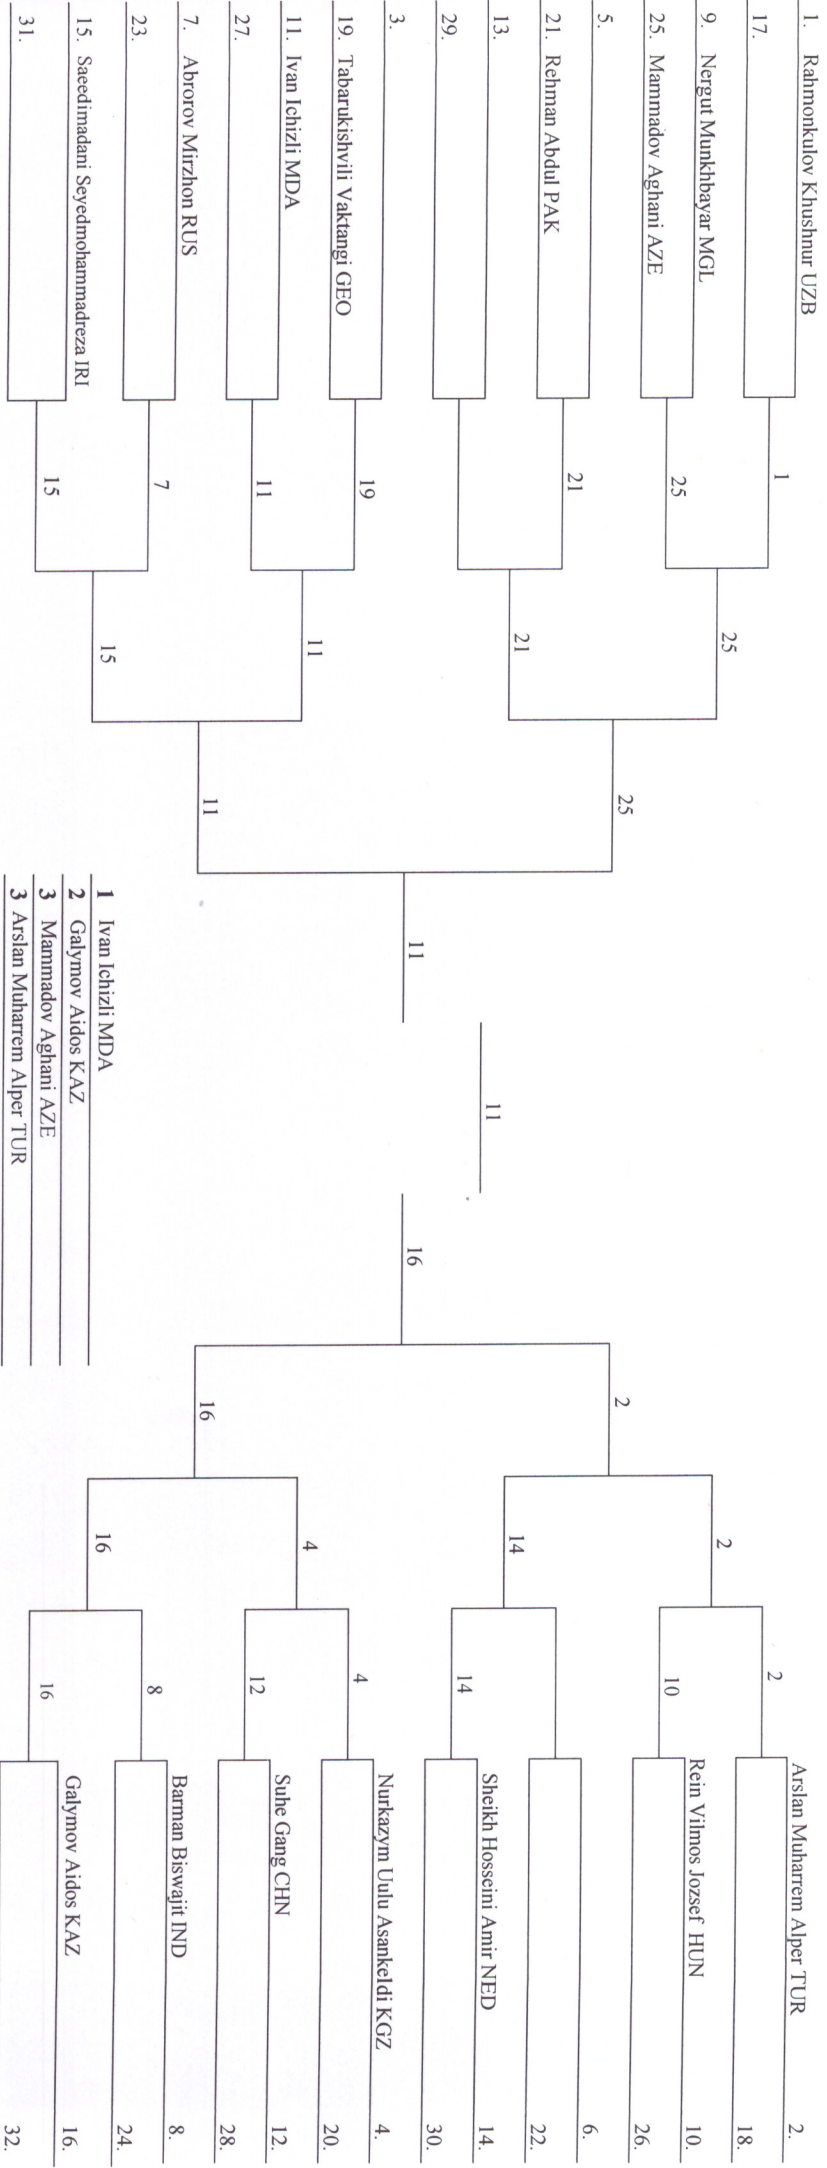 1. Rahmonkulov Khushnur UZB
17.
9. Nergut Munkhbayar MGL
25. Mammadov Aghani AZE
5.
21. Rehman Abdul PAK
13.
29.
3.
19. Tabarukishvili Vaktangi GEO
11. Ivan Ichizli MDA
27.
7. Abrorov Mirzhon RUS
23.
15. Saeedimadani Seyedmohammadreza IRI
31.
1
25
21
19
11
7
15
25
21
11
15
25
11
11
11
16
2
16
2
14
4
16
2
10
14
4
12
8
16
Arslan Muharrem Alper TUR 2.
18.
Rein Vilmos Jozsef HUN 10.
26.
6.
22.
Sheikh Hosseini Amir NED 14.
30.
Nurkazym Uulu Asankeldi KGZ 4.
20.
Suhe Gang CHN 12.
28.
Barman Biswajit IND 8.
24.
Galymov Aidos KAZ 16.
32.
1 Ivan Ichizli MDA
2 Galymov Aidos KAZ
3 Mammadov Aghani AZE
3 Arslan Muharrem Alper TUR